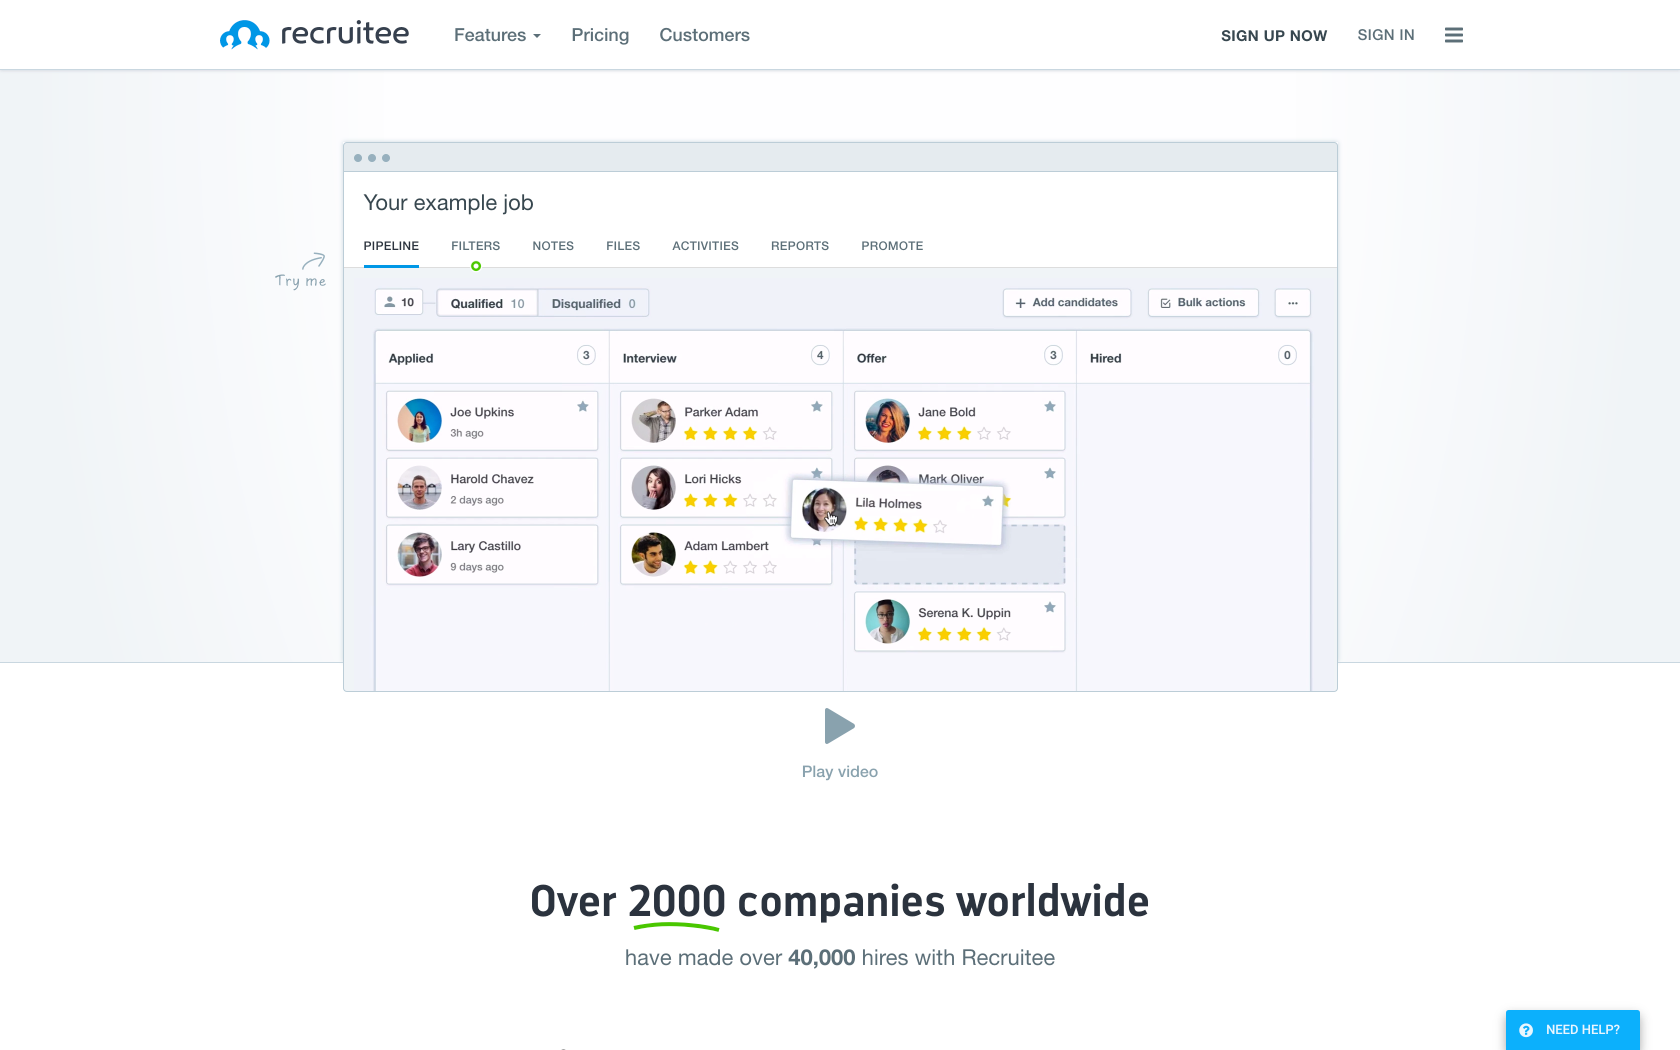 recruitee
Features
Pricing
Customers
SIGN UP NOW
SIGN IN
Your example job
PIPELINE
FILTERS
NOTES
FILES
ACTIVITIES
REPORTS
PROMOTE
Try me
10
Qualified 10
Disqualified 0
Add candidates
Bulk actions
Applied 3
Interview 4
Offer 3
Hired 0
Joe Upkins
3h ago
Harold Chavez
2 days ago
Lary Castillo
9 days ago
Parker Adam
Lori Hicks
Adam Lambert
Jane Bold
Mark Oliver
Lila Holmes
Serena K. Uppin
Play video
Over 2000 companies worldwide
have made over 40,000 hires with Recruitee
NEED HELP?